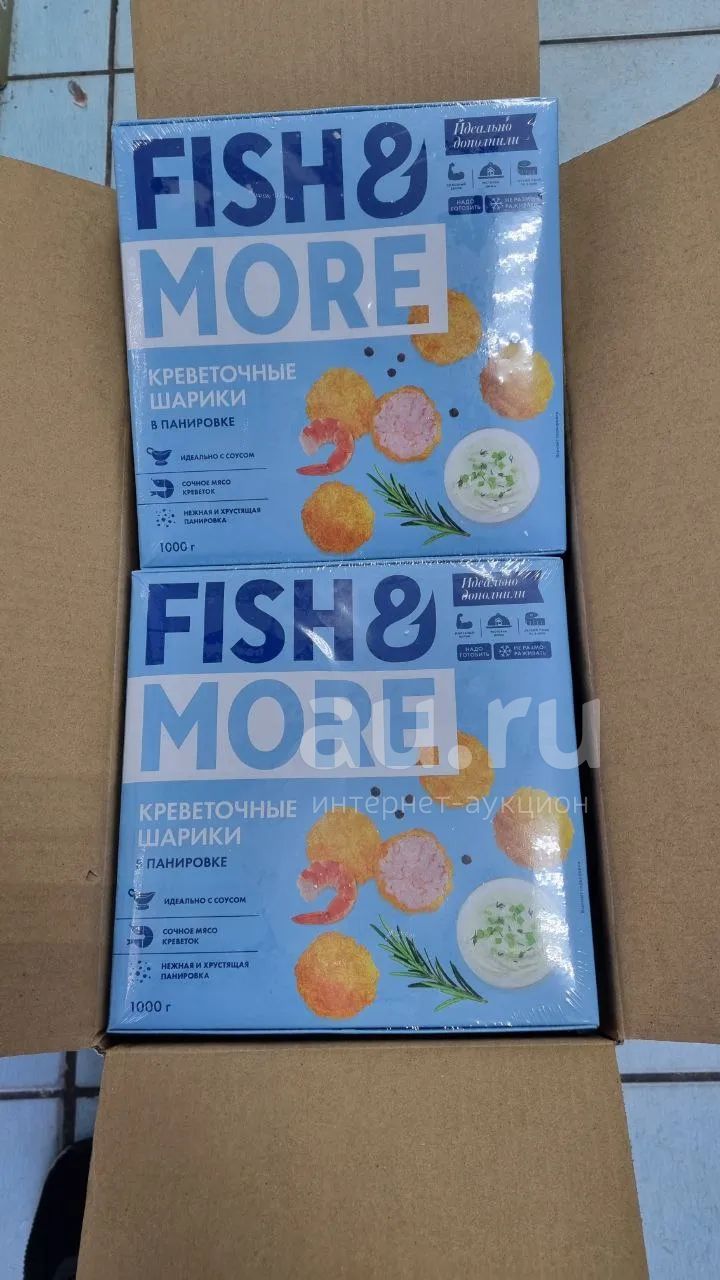 FISH &
MORE
Идеально
дополнили
НАДО
ГОТОВИТЬ
НЕ РАЗМО-
РАЖИВАТЬ
КРЕВЕТОЧНЫЕ
ШАРИКИ
В ПАНИРОВКЕ
ИДЕАЛЬНО С СОУСОМ
СОЧНОЕ МЯСО
КРЕВЕТОК
НЕЖНАЯ И ХРУСТЯЩАЯ
ПАНИРОВКА
1000 г
FISH &
MORE
Идеально
дополнили
НАДО
ГОТОВИТЬ
НЕ РАЗМО-
РАЖИВАТЬ
au.ru
интернет-аукцион
КРЕВЕТОЧНЫЕ
ШАРИКИ
В ПАНИРОВКЕ
ИДЕАЛЬНО С СОУСОМ
СОЧНОЕ МЯСО
КРЕВЕТОК
НЕЖНАЯ И ХРУСТЯЩАЯ
ПАНИРОВКА
1000 г